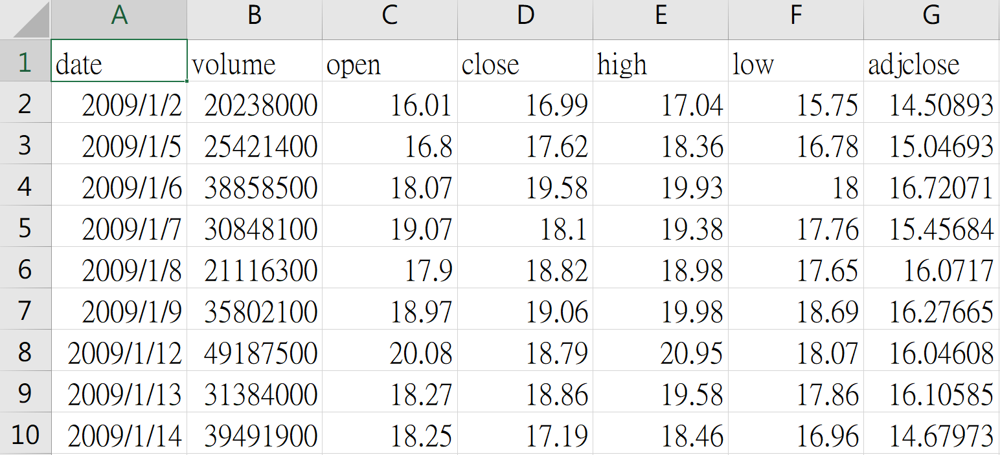 A B C D E F G
1 date volume open close high low adjclose
2 2009/1/2 20238000 16.01 16.99 17.04 15.75 14.50893
3 2009/1/5 25421400 16.8 17.62 18.36 16.78 15.04693
4 2009/1/6 38858500 18.07 19.58 19.93 18 16.72071
5 2009/1/7 30848100 19.07 18.1 19.38 17.76 15.45684
6 2009/1/8 21116300 17.9 18.82 18.98 17.65 16.0717
7 2009/1/9 35802100 18.97 19.06 19.98 18.69 16.27665
8 2009/1/12 49187500 20.08 18.79 20.95 18.07 16.04608
9 2009/1/13 31384000 18.27 18.86 19.58 17.86 16.10585
10 2009/1/14 39491900 18.25 17.19 18.46 16.96 14.67973